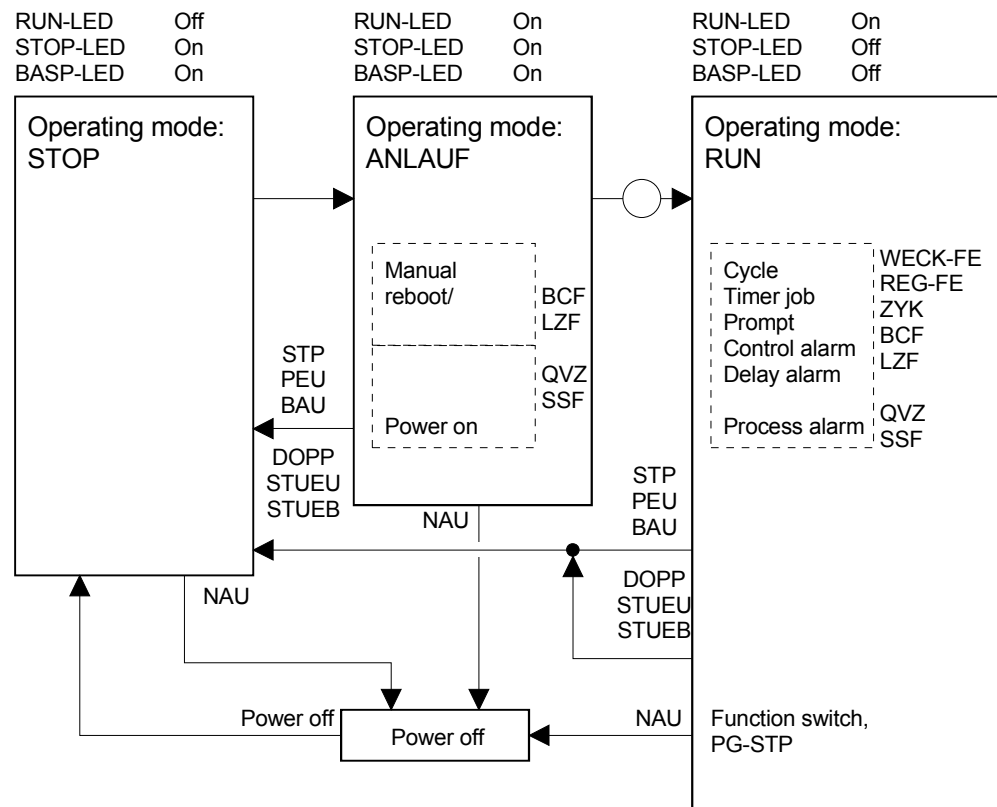 RUN-LED Off
STOP-LED On
BASP-LED On
RUN-LED On
STOP-LED On
BASP-LED On
RUN-LED On
STOP-LED Off
BASP-LED Off
Operating mode:
STOP
Operating mode:
ANLAUF
Operating mode:
RUN
Manual
reboot/
BCF
LZF
QVZ
SSF
Power on
Cycle
Timer job
Prompt
Control alarm
Delay alarm
Process alarm
WECK-FE
REG-FE
ZYK
BCF
LZF
QVZ
SSF
STP
PEU
BAU
DOPP
STUEU
STUEB
NAU
STP
PEU
BAU
DOPP
STUEU
STUEB
NAU
Power off
Power off
NAU
Function switch,
PG-STP